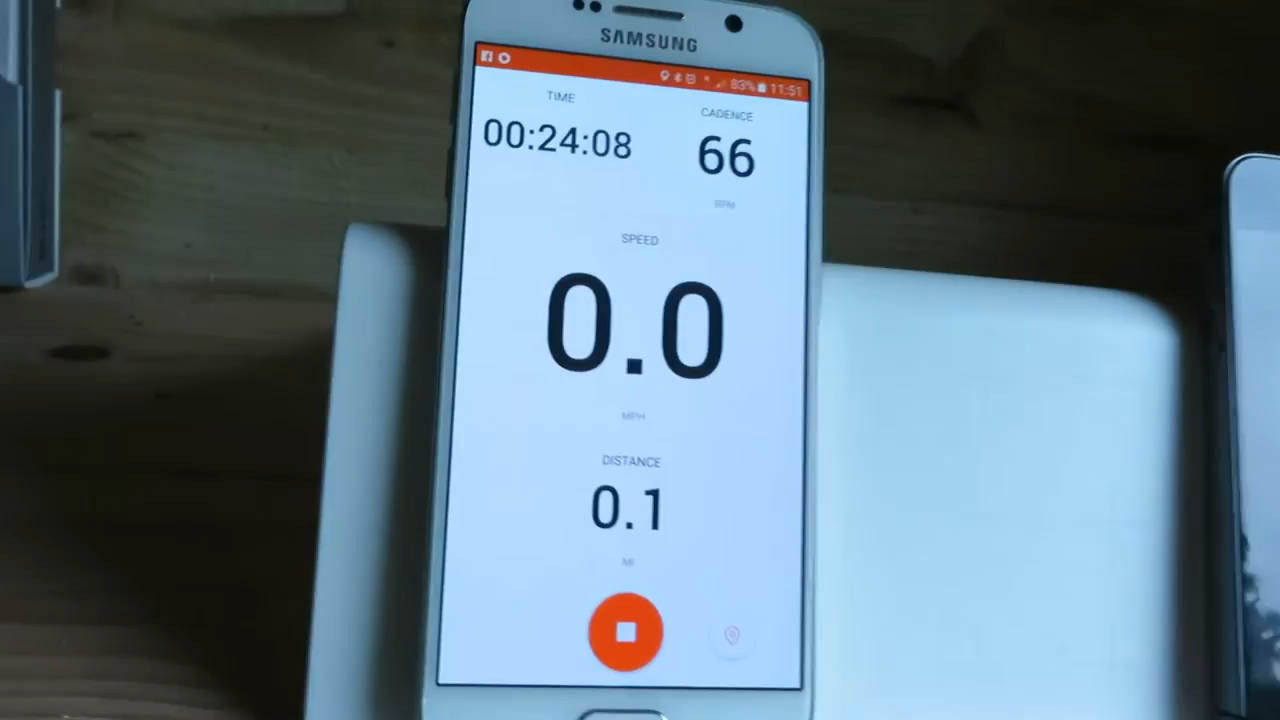 SAMSUNG
83% 11:51
TIME
CADENCE
00:24:08
66
RPM
SPEED
0.0
MPH
DISTANCE
0.1
MI